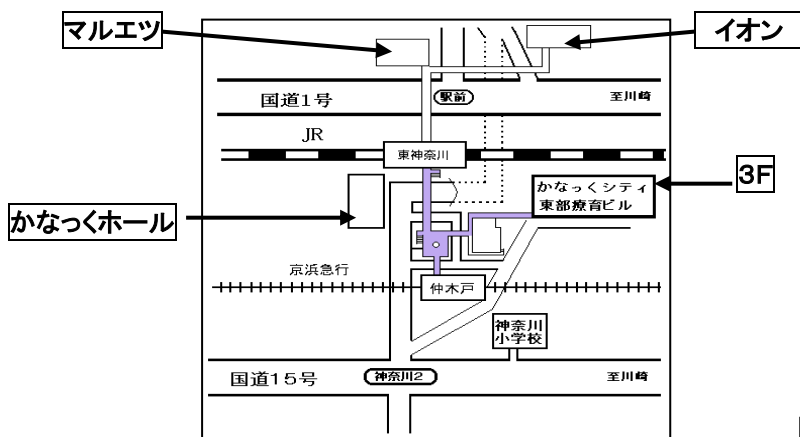 マルエツ
イオン
国道1号
駅前
至川崎
JR
東神奈川
3F
かなっくシティ
東部療育ビル
かなっくホール
京浜急行
仲木戸
神奈川
小学校
国道15号
神奈川2
至川崎